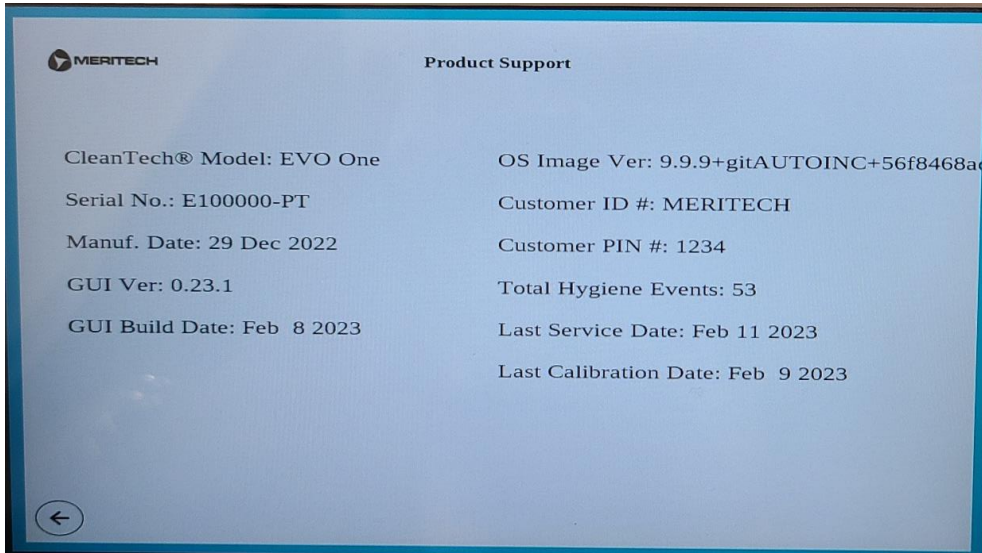 MERITECH
Product Support
CleanTech® Model: EVO One
Serial No.: E100000-PT
Manuf. Date: 29 Dec 2022
GUI Ver: 0.23.1
GUI Build Date: Feb 8 2023
OS Image Ver: 9.9.9+gitAUTOINC+56f8468a
Customer ID #: MERITECH
Customer PIN #: 1234
Total Hygiene Events: 53
Last Service Date: Feb 11 2023
Last Calibration Date: Feb 9 2023